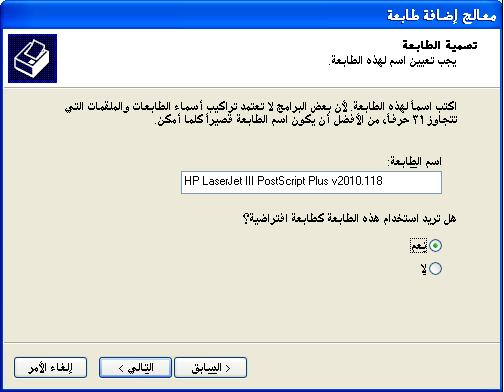 معالج إضافة طابعة
تسمية الطابعة
يجب تعيين اسم لهذه الطابعة.
اكتب اسماً لهذه الطابعة. لأن بعض البرامج لا تعتمد تراكيب أسماء الطابعات والملقمات التي
تتجاوز ٣١ حرفاً، من الأفضل أن يكون اسم الطابعة قصيراً كلما أمكن.
اسم الطابعة:
HP LaserJet III PostScript Plus v2010.118
هل تريد استخدام هذه الطابعة كطابعة افتراضية؟
نعم
لا
< السابق
التالي >
إلغاء الأمر